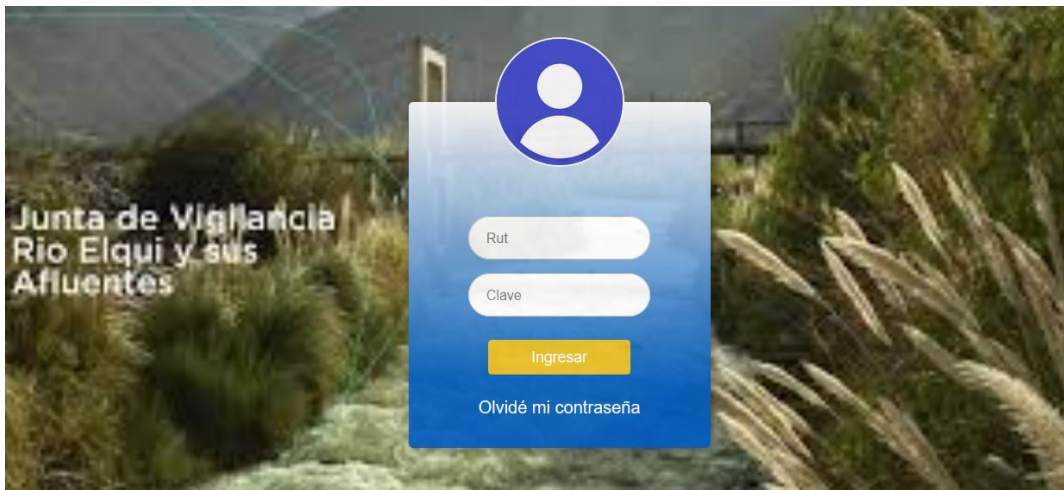 Junta de Vigilancia
Rio Elqui y sus
Afluentes
Rut
Clave
Ingresar
Olvidé mi contraseña